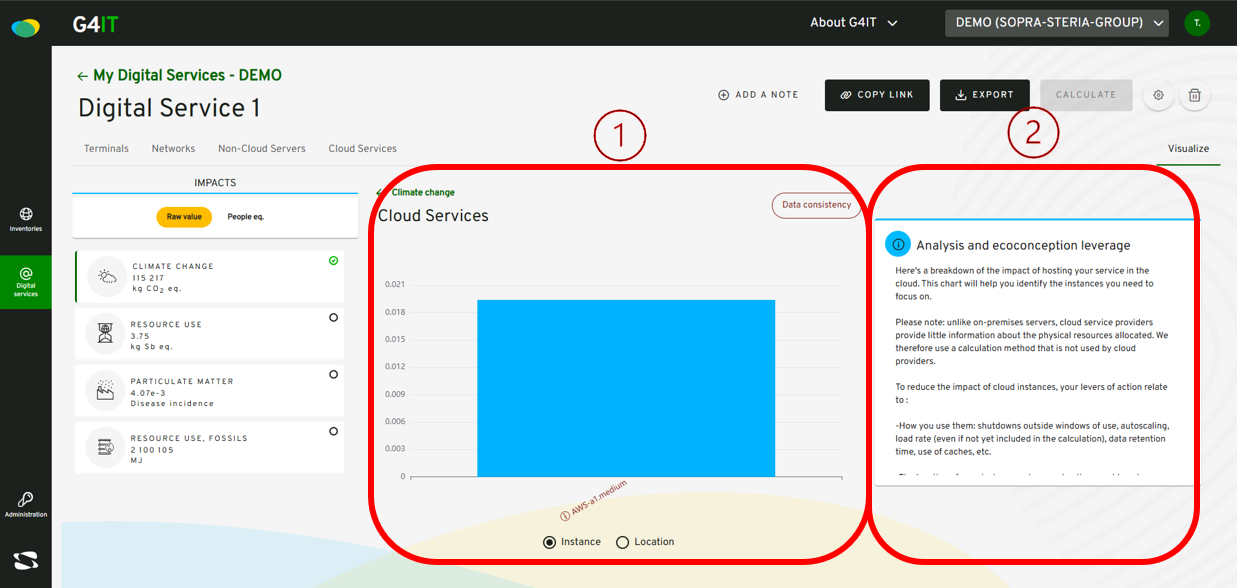 G4IT
About G4IT
DEMO (SOPRA-STERIA-GROUP)
T.
← My Digital Services - DEMO
Digital Service 1
ADD A NOTE
COPY LINK
EXPORT
CALCULATE
Terminals
Networks
Non-Cloud Servers
Cloud Services
Visualize
1
2
Inventories
Digital
services
Administration
IMPACTS
Raw value
People eq.
CLIMATE CHANGE
115 217
kg CO₂ eq.
RESOURCE USE
3.75
kg Sb eq.
PARTICULATE MATTER
4.07e-3
Disease incidence
RESOURCE USE, FOSSILS
2 100 105
MJ
Climate change
Cloud Services
Data consistency
0.021
0.018
0.015
0.012
0.009
0.006
0.003
0
AWS-a1.medium
Instance
Location
Analysis and ecoconception leverage
Here's a breakdown of the impact of hosting your service in the
cloud. This chart will help you identify the instances you need to
focus on.
Please note: unlike on-premises servers, cloud service providers
provide little information about the physical resources allocated. We
therefore use a calculation method that is not used by cloud
providers.
To reduce the impact of cloud instances, your levers of action relate
to :
-How you use them: shutdowns outside windows of use, autoscaling,
load rate (even if not yet included in the calculation), data retention
time, use of caches, etc.